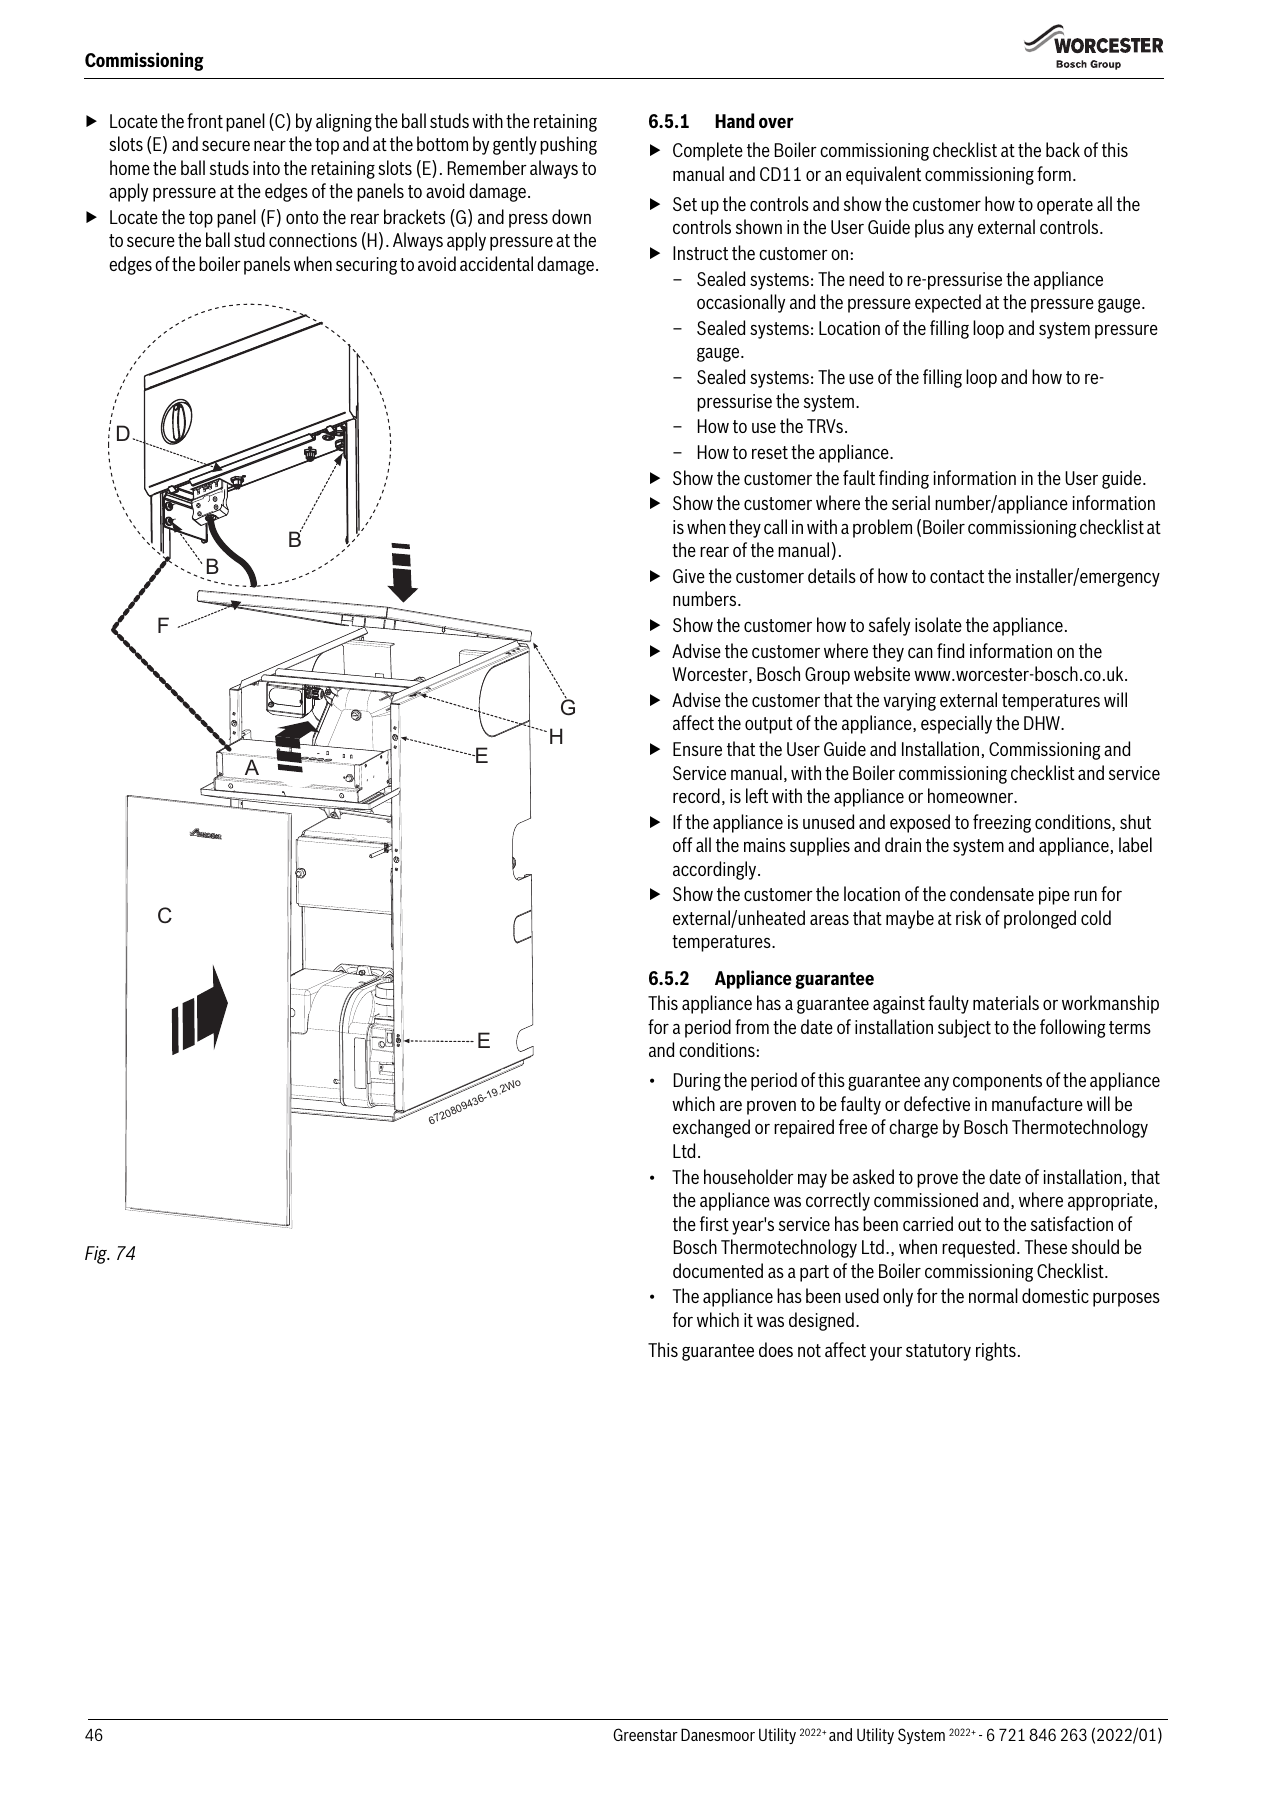 Commissioning
WORCESTER
Bosch Group
▶ Locate the front panel (C) by aligning the ball studs with the retaining
slots (E) and secure near the top and at the bottom by gently pushing
home the ball studs into the retaining slots (E). Remember always to
apply pressure at the edges of the panels to avoid damage.
▶ Locate the top panel (F) onto the rear brackets (G) and press down
to secure the ball stud connections (H). Always apply pressure at the
edges of the boiler panels when securing to avoid accidental damage.
D
B
B
F
G
H
E
A
C
E
6720809436-19.2Wo
Fig. 74
6.5.1 Hand over
▶ Complete the Boiler commissioning checklist at the back of this
manual and CD11 or an equivalent commissioning form.
▶ Set up the controls and show the customer how to operate all the
controls shown in the User Guide plus any external controls.
▶ Instruct the customer on:
– Sealed systems: The need to re-pressurise the appliance
occasionally and the pressure expected at the pressure gauge.
– Sealed systems: Location of the filling loop and system pressure
gauge.
– Sealed systems: The use of the filling loop and how to re-
pressurise the system.
– How to use the TRVs.
– How to reset the appliance.
▶ Show the customer the fault finding information in the User guide.
▶ Show the customer where the serial number/appliance information
is when they call in with a problem (Boiler commissioning checklist at
the rear of the manual).
▶ Give the customer details of how to contact the installer/emergency
numbers.
▶ Show the customer how to safely isolate the appliance.
▶ Advise the customer where they can find information on the
Worcester, Bosch Group website www.worcester-bosch.co.uk.
▶ Advise the customer that the varying external temperatures will
affect the output of the appliance, especially the DHW.
▶ Ensure that the User Guide and Installation, Commissioning and
Service manual, with the Boiler commissioning checklist and service
record, is left with the appliance or homeowner.
▶ If the appliance is unused and exposed to freezing conditions, shut
off all the mains supplies and drain the system and appliance, label
accordingly.
▶ Show the customer the location of the condensate pipe run for
external/unheated areas that maybe at risk of prolonged cold
temperatures.
6.5.2 Appliance guarantee
This appliance has a guarantee against faulty materials or workmanship
for a period from the date of installation subject to the following terms
and conditions:
• During the period of this guarantee any components of the appliance
which are proven to be faulty or defective in manufacture will be
exchanged or repaired free of charge by Bosch Thermotechnology
Ltd.
• The householder may be asked to prove the date of installation, that
the appliance was correctly commissioned and, where appropriate,
the first year's service has been carried out to the satisfaction of
Bosch Thermotechnology Ltd., when requested. These should be
documented as a part of the Boiler commissioning Checklist.
• The appliance has been used only for the normal domestic purposes
for which it was designed.
This guarantee does not affect your statutory rights.
46
Greenstar Danesmoor Utility 2022+ and Utility System 2022+ - 6 721 846 263 (2022/01)